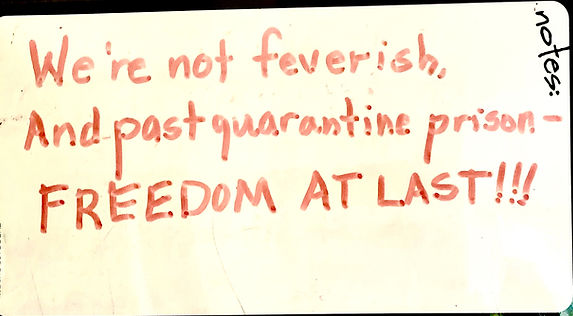 We're not feverish,
And past quarantine prison-
FREEDOM AT LAST!!!
notes: